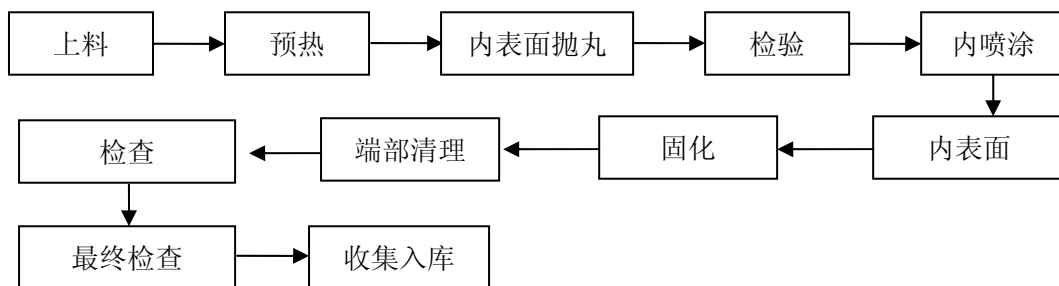 上料
预热
内表面抛丸
检验
内喷涂
内表面
固化
端部清理
检查
最终检查
收集入库